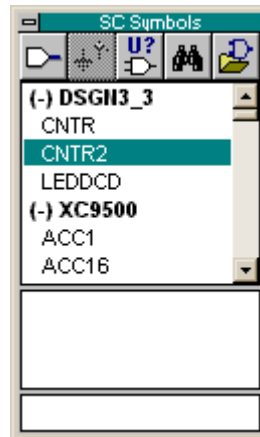 SC Symbols
U?
(-) DSGN3_3
CNTR
CNTR2
LEDDCD
(-) XC9500
ACC1
ACC16